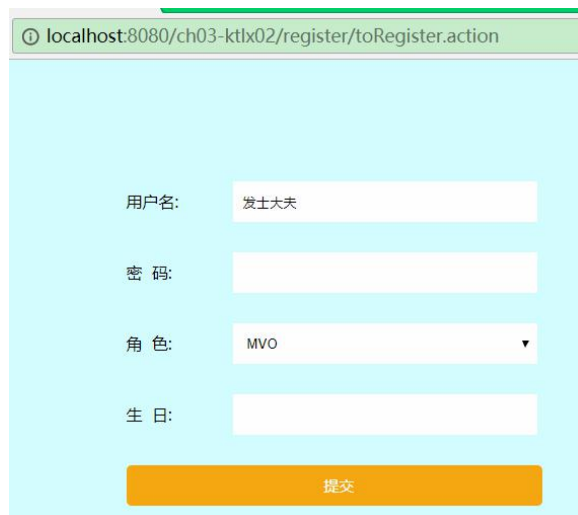 localhost:8080/ch03-ktlx02/register/toRegister.action
用户名: 发士大夫
密 码:
角 色: MVO
生 日:
提交